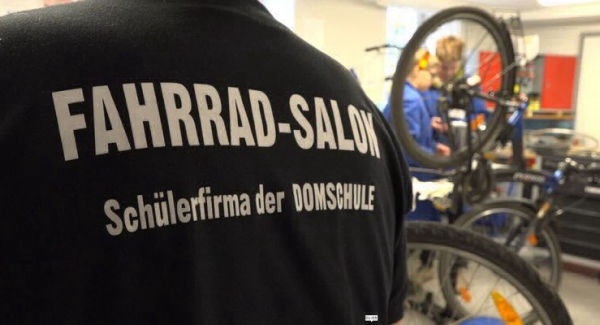 FAHRRAD-SALON
Schülerfirma der DOMSCHULE